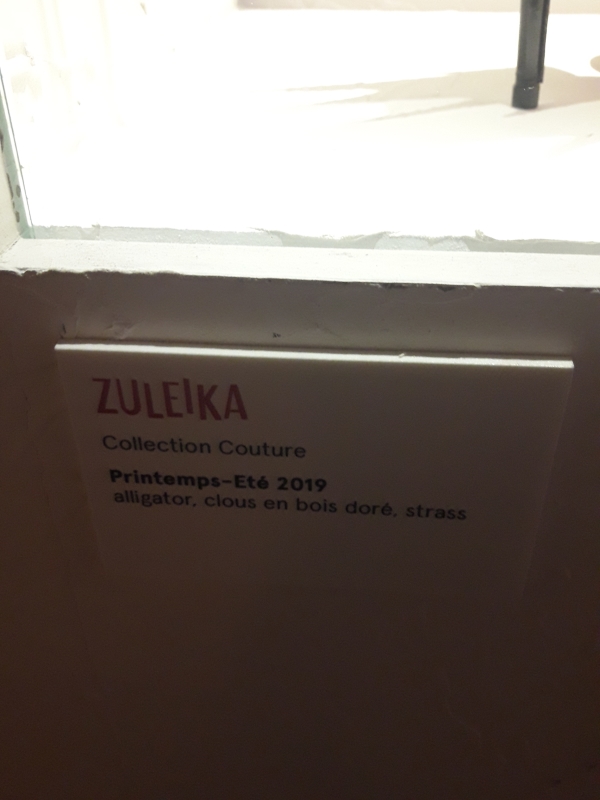 ZULEIKA
Collection Couture
Printemps-Eté 2019
alligator, clous en bois doré, strass